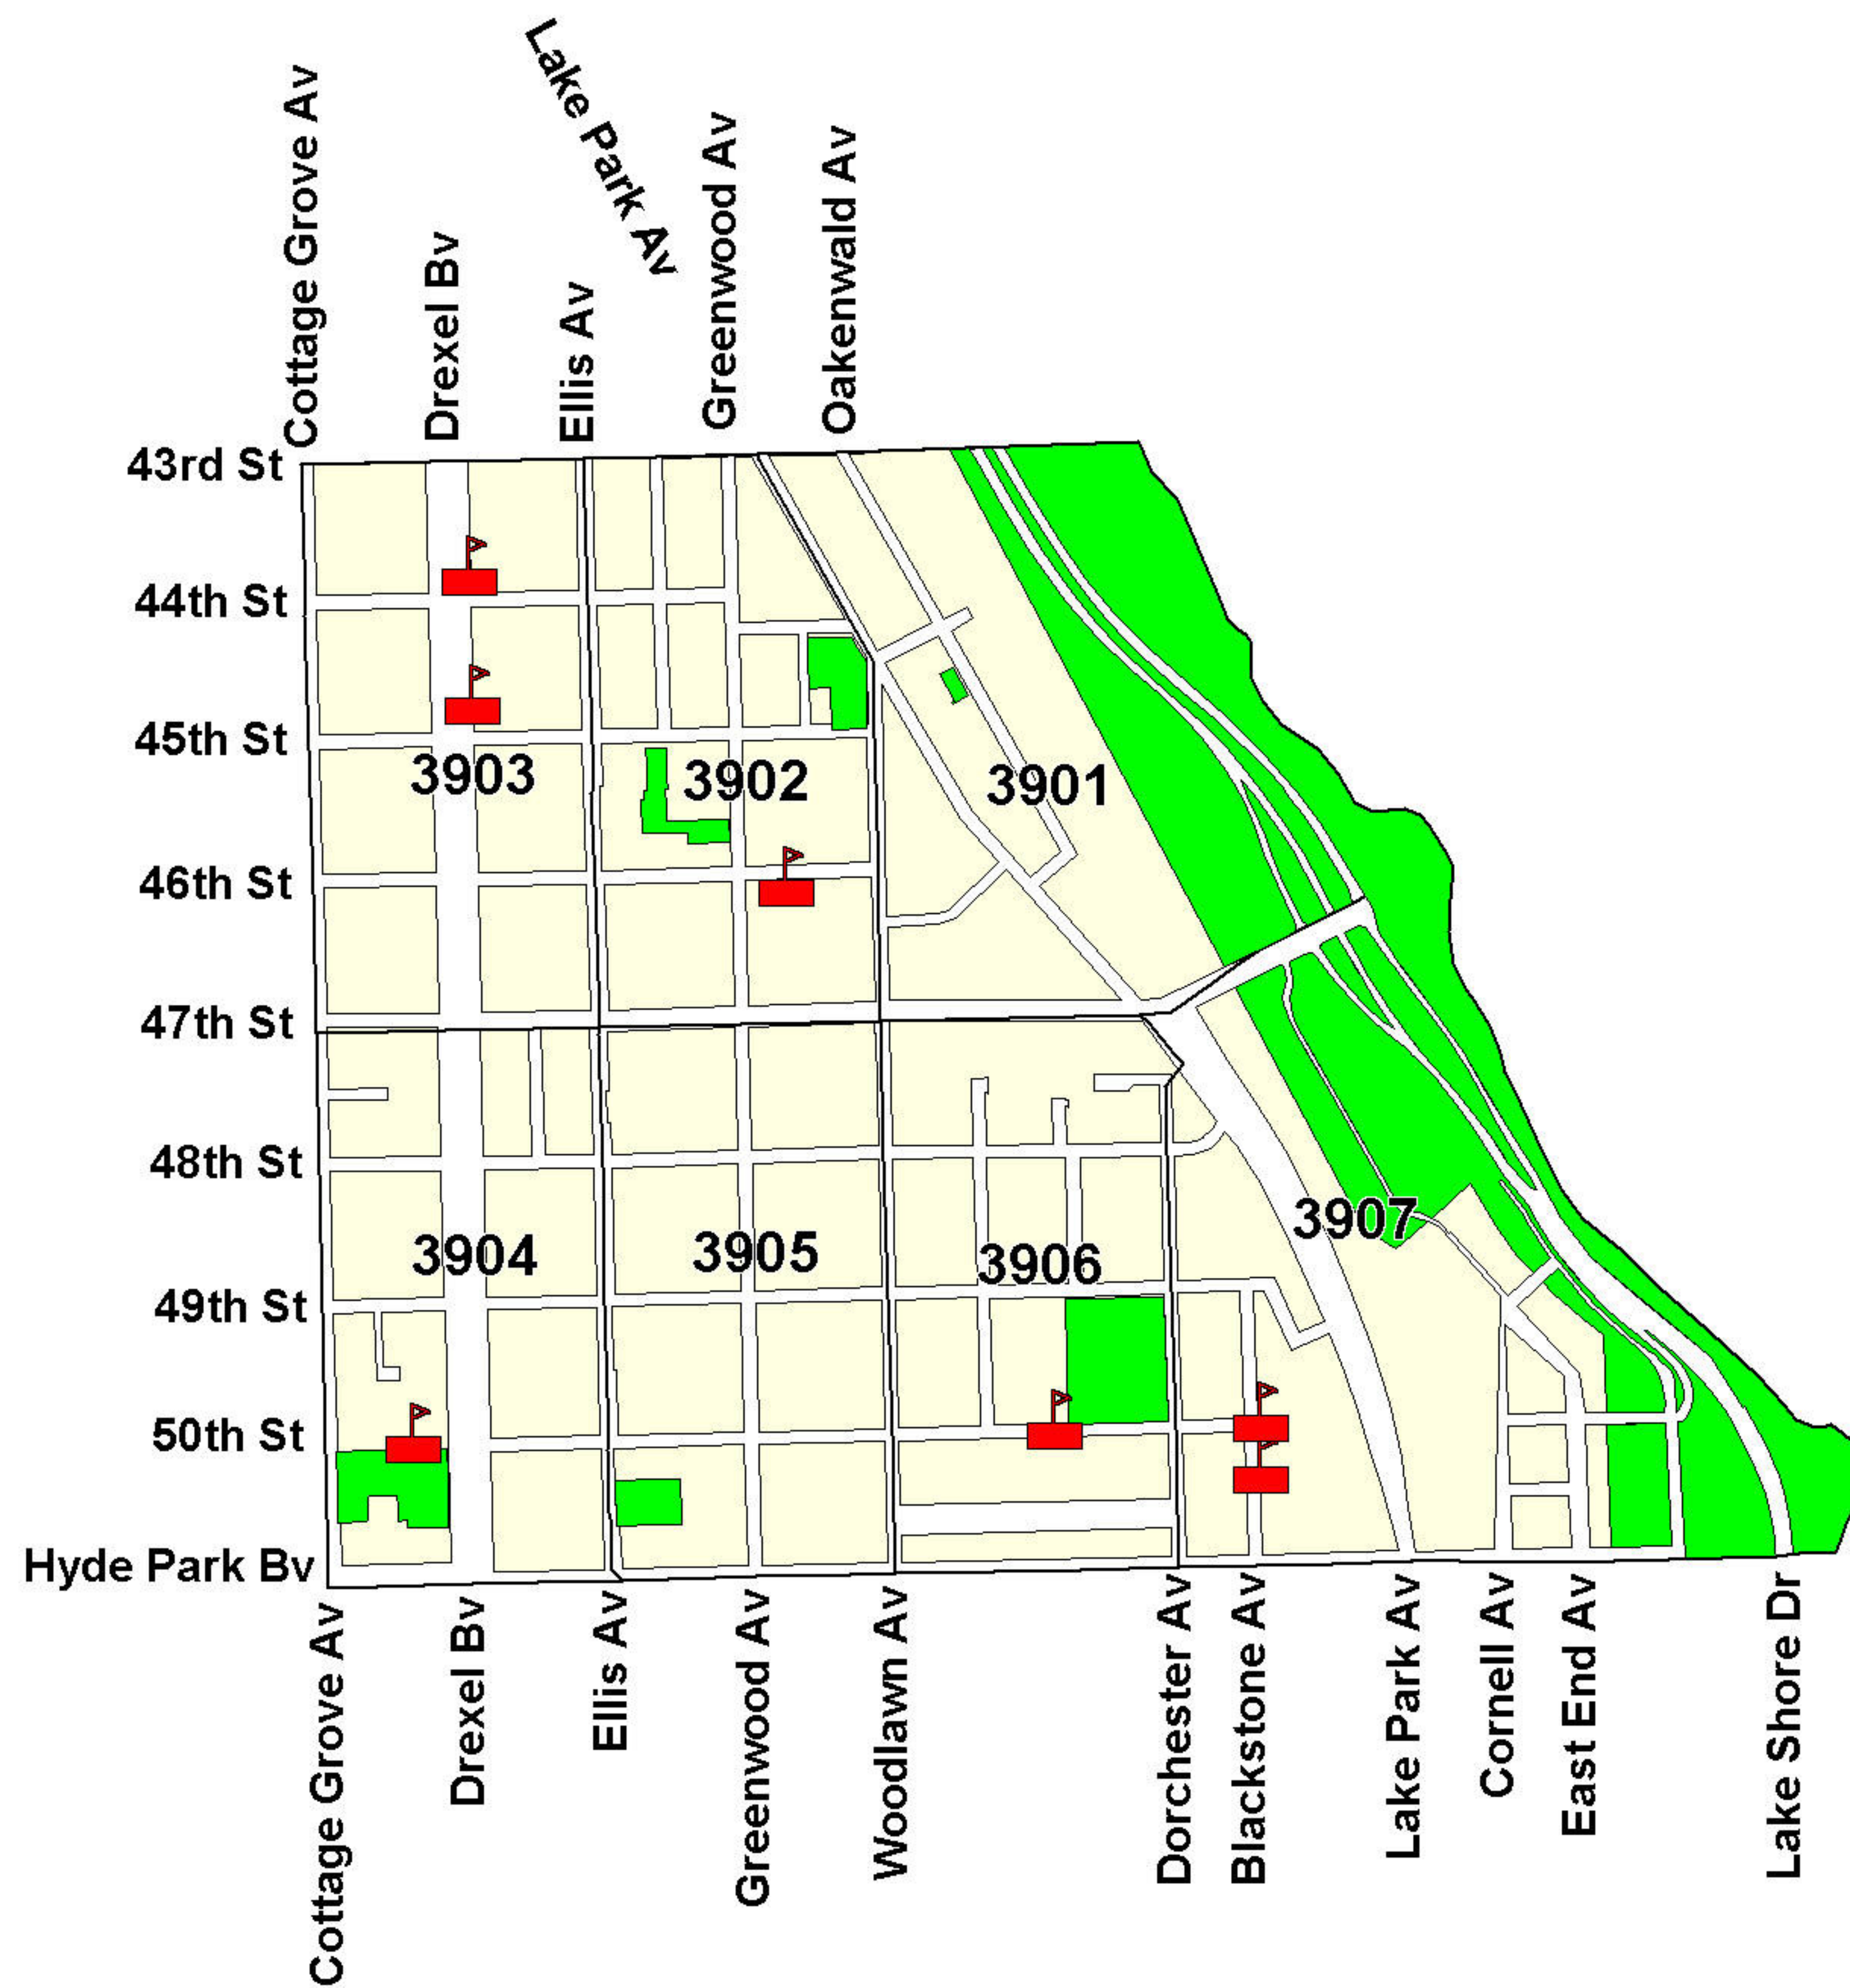 Cottage Grove Av
Drexel Bv
Ellis Av
Lake Park Av
Greenwood Av
Oakenwald Av
43rd St
44th St
45th St
3903
3902
3901
46th St
47th St
48th St
3904
3905
3906
3907
49th St
50th St
Hyde Park Bv
Cottage Grove Av
Drexel Bv
Ellis Av
Greenwood Av
Woodlawn Av
Dorchester Av
Blackstone Av
Lake Park Av
Cornell Av
East End Av
Lake Shore Dr